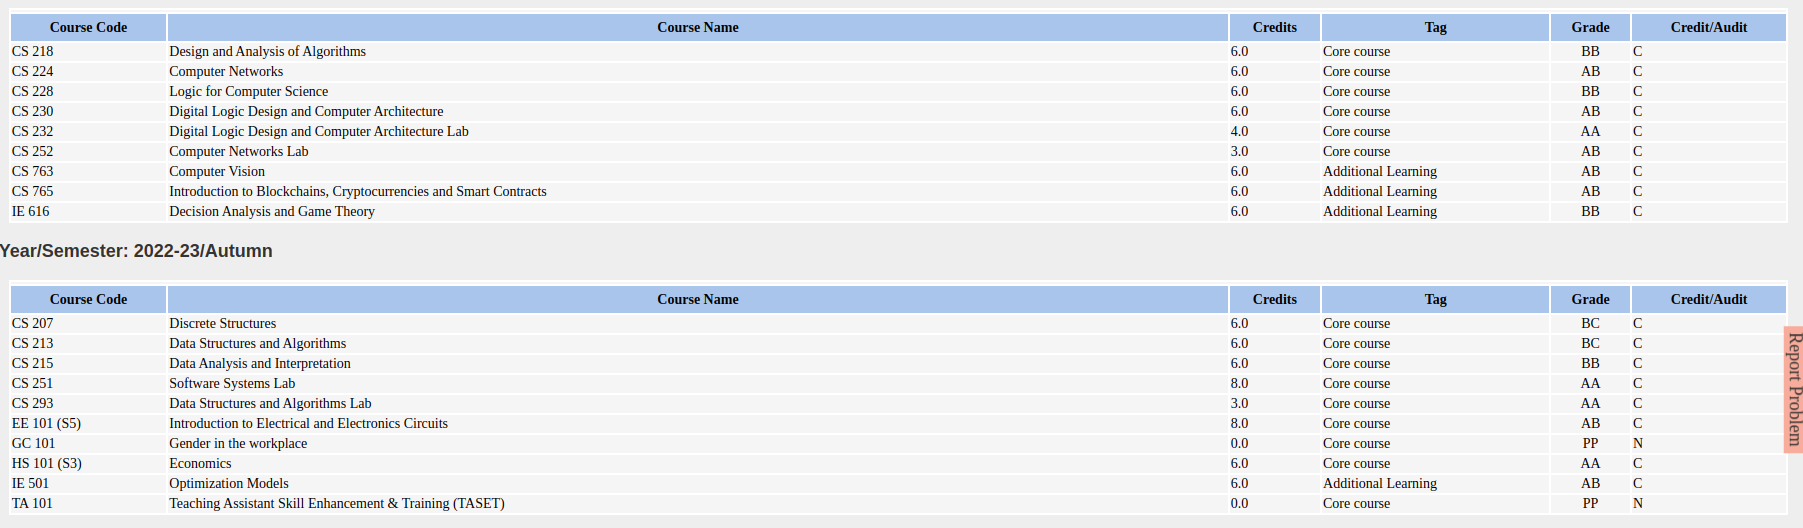 Course Code Course Name Credits Tag Grade Credit/Audit
CS 218 Design and Analysis of Algorithms 6.0 Core course BB C
CS 224 Computer Networks 6.0 Core course AB C
CS 228 Logic for Computer Science 6.0 Core course BB C
CS 230 Digital Logic Design and Computer Architecture 6.0 Core course AB C
CS 232 Digital Logic Design and Computer Architecture Lab 4.0 Core course AA C
CS 252 Computer Networks Lab 3.0 Core course AB C
CS 763 Computer Vision 6.0 Additional Learning AB C
CS 765 Introduction to Blockchains, Cryptocurrencies and Smart Contracts 6.0 Additional Learning AB C
IE 616 Decision Analysis and Game Theory 6.0 Additional Learning BB C
Year/Semester: 2022-23/Autumn
Course Code Course Name Credits Tag Grade Credit/Audit
CS 207 Discrete Structures 6.0 Core course BC C
CS 213 Data Structures and Algorithms 6.0 Core course BC C
CS 215 Data Analysis and Interpretation 6.0 Core course BB C
CS 251 Software Systems Lab 8.0 Core course AA C
CS 293 Data Structures and Algorithms Lab 3.0 Core course AA C
EE 101 (S5) Introduction to Electrical and Electronics Circuits 8.0 Core course AB C
GC 101 Gender in the workplace 0.0 Core course PP N
HS 101 (S3) Economics 6.0 Core course AA C
IE 501 Optimization Models 6.0 Additional Learning AB C
TA 101 Teaching Assistant Skill Enhancement & Training (TASET) 0.0 Core course PP N
Report Problem